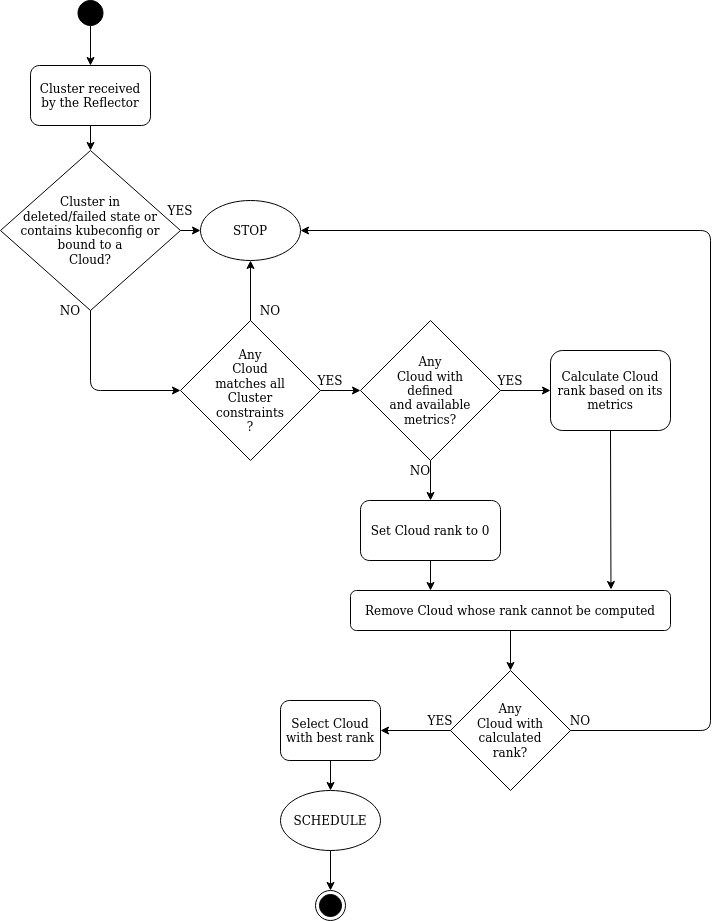 Cluster received
by the Reflector
Cluster in
deleted/failed state or
contains kubeconfig or
bound to a
Cloud?
YES
STOP
NO
NO
Any
Cloud
matches all
Cluster
constraints
?
YES
Any
Cloud with
defined
and available
metrics?
YES
Calculate Cloud
rank based on its
metrics
NO
Set Cloud rank to 0
Remove Cloud whose rank cannot be computed
Any
Cloud with
calculated
rank?
YES
NO
Select Cloud
with best rank
SCHEDULE